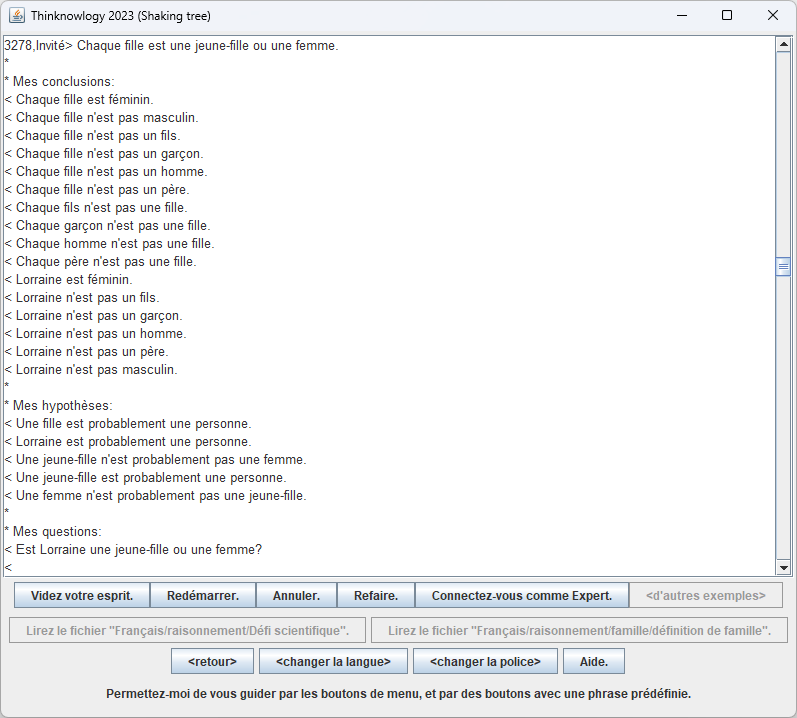 Thinknowlogy 2023 (Shaking tree)
3278,Invité> Chaque fille est une jeune-fille ou une femme.
*
* Mes conclusions:
< Chaque fille est féminin.
< Chaque fille n'est pas masculin.
< Chaque fille n'est pas un fils.
< Chaque fille n'est pas un garçon.
< Chaque fille n'est pas un homme.
< Chaque fille n'est pas un père.
< Chaque fils n'est pas une fille.
< Chaque garçon n'est pas une fille.
< Chaque homme n'est pas une fille.
< Chaque père n'est pas une fille.
< Lorraine est féminin.
< Lorraine n'est pas un fils.
< Lorraine n'est pas un garçon.
< Lorraine n'est pas un homme.
< Lorraine n'est pas un père.
< Lorraine n'est pas masculin.
*
* Mes hypothèses:
< Une fille est probablement une personne.
< Lorraine est probablement une personne.
< Une jeune-fille n'est probablement pas une femme.
< Une jeune-fille est probablement une personne.
< Une femme n'est probablement pas une jeune-fille.
*
* Mes questions:
< Est Lorraine une jeune-fille ou une femme?
<
Videz votre esprit. Redémarrer. Annuler. Refaire. Connectez-vous comme Expert. <d'autres exemples>
Lirez le fichier "Français/raisonnement/Défi scientifique". Lirez le fichier "Français/raisonnement/famille/définition de famille".
<retour> <changer la langue> <changer la police> Aide.
Permettez-moi de vous guider par les boutons de menu, et par des boutons avec une phrase prédéfinie.